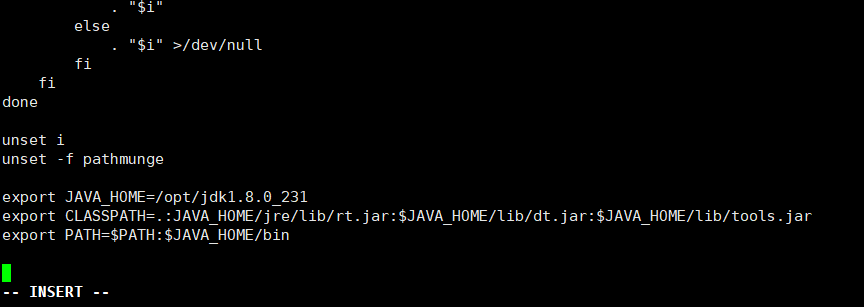 . "$i"
        else
            . "$i" >/dev/null
        fi
    fi
done

unset i
unset -f pathmunge

export JAVA_HOME=/opt/jdk1.8.0_231
export CLASSPATH=.:JAVA_HOME/jre/lib/rt.jar:$JAVA_HOME/lib/dt.jar:$JAVA_HOME/lib/tools.jar
export PATH=$PATH:$JAVA_HOME/bin

-- INSERT --